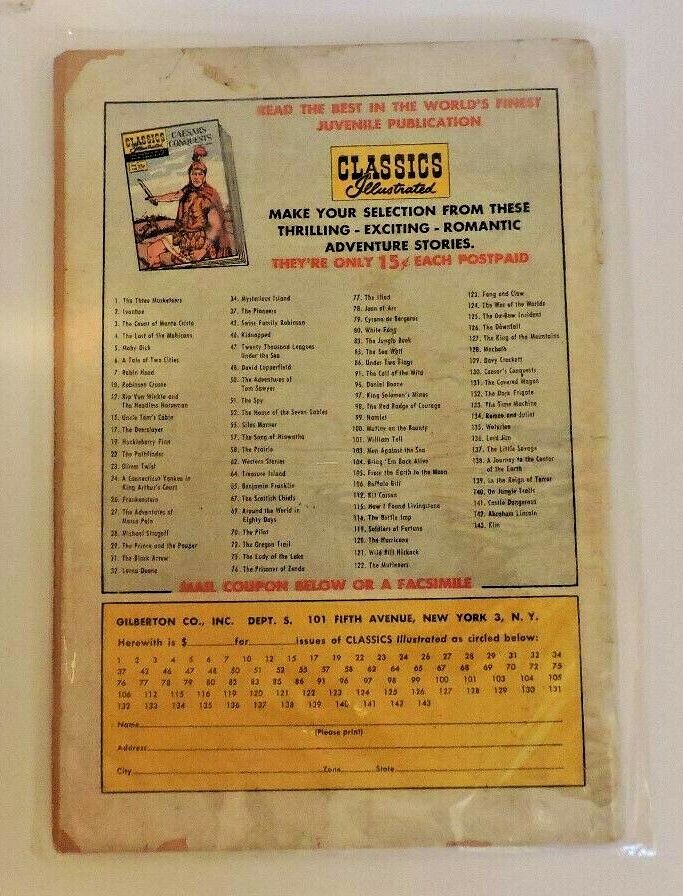 READ THE BEST IN THE WORLD'S FINEST
JUVENILE PUBLICATION
CLASSICS
Illustrated
CAESAR'S
CONQUESTS
CLASSICS
Illustrated
MAKE YOUR SELECTION FROM THESE
THRILLING - EXCITING - ROMANTIC
ADVENTURE STORIES.
THEY'RE ONLY 15¢ EACH POSTPAID
1. The Three Musketeers
2. Ivanhoe
3. The Count of Monte Cristo
4. The Last of the Mohicans
5. Moby Dick
6. A Tale of Two Cities
7. Robin Hood
10. Robinson Crusoe
12. Rip Van Winkle and
The Headless Horseman
15. Uncle Tom's Cabin
17. The Deerslayer
19. Huckleberry Finn
22. The Pathfinder
23. Oliver Twist
24. A Connecticut Yankee in
King Arthur's Court
26. Frankenstein
27. The Adventures of
Marco Polo
28. Michael Strogoff
29. The Prince and the Pauper
31. The Black Arrow
32. Lorna Doone
34. Mysterious Island
37. The Pioneers
42. Swiss Family Robinson
46. Kidnapped
47. Twenty Thousand Leagues
Under the Sea
48. David Copperfield
50. The Adventures of
Tom Sawyer
51. The Spy
52. The House of the Seven Gables
55. Silas Marner
57. The Song of Hiawatha
58. The Prairie
62. Western Stories
64. Treasure Island
65. Benjamin Franklin
67. The Scottish Chiefs
69. Around the World in
Eighty Days
70. The Pilot
72. The Oregon Trail
75. The Lady of the Lake
76. The Prisoner of Zenda
77. The Iliad
78. Joan of Arc
79. Cyrano de Bergerac
80. White Fang
83. The Jungle Book
85. The Sea Wolf
86. Under Two Flags
91. The Call of the Wild
96. Daniel Boone
97. King Solomon's Mines
98. The Red Badge of Courage
99. Hamlet
100. Mutiny on the Bounty
101. William Tell
103. Men Against the Sea
104. Bring 'Em Back Alive
105. From the Earth to the Moon
106. Buffalo Bill
112. Kit Carson
115. How I Found Livingstone
116. The Bottle Imp
119. Soldiers of Fortune
120. The Hurricane
121. Wild Bill Hickock
122. The Mutineers
123. Fang and Claw
124. The War of the Worlds
125. The Ox-Bow Incident
126. The Downfall
127. The King of the Mountains
128. Macbeth
129. Davy Crockett
130. Caesar's Conquests
131. The Covered Wagon
132. The Dark Frigate
133. The Time Machine
134. Romeo and Juliet
135. Waterloo
136. Lord Jim
137. The Little Savage
138. A Journey to the Center
of the Earth
139. In the Reign of Terror
140. On Jungle Trails
141. Castle Dangerous
142. Abraham Lincoln
143. Kim
MAIL COUPON BELOW OR A FACSIMILE
GILBERTON CO., INC. DEPT. S. 101 FIFTH AVENUE, NEW YORK 3, N. Y.
Herewith is $ for issues of CLASSICS Illustrated as circled below:
1 2 3 4 5 6 7 10 12 15 17 19 22 23 24 26 27 28 29 31 32 34
37 42 46 47 48 50 51 52 55 57 58 62 64 65 67 68 69 70 72 75
76 77 78 79 80 83 85 86 91 96 97 98 99 100 101 103 104 105
106 112 115 116 119 120 121 122 123 124 125 126 127 128 129 130 131
132 133 134 135 136 137 138 139 140 141 142 143
Name
(Please print)
Address
City Zone State